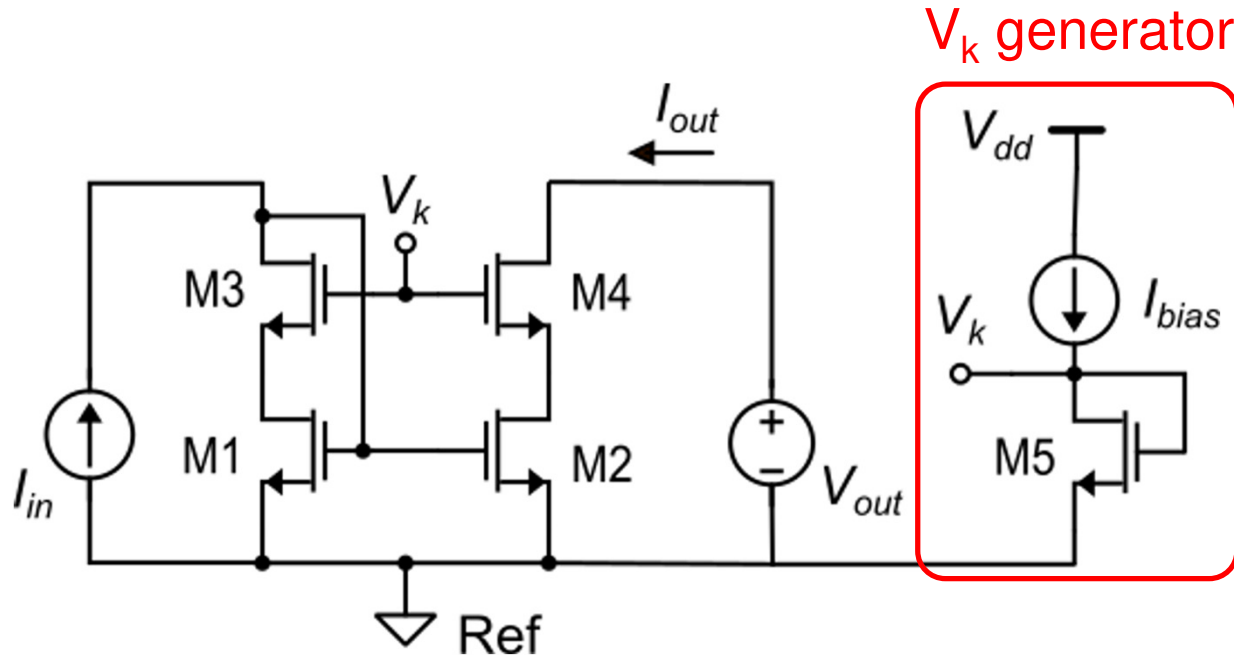 Vk generator
Vdd
Iout
Vk
M3
M4
Vk
Ibias
M1
M2
M5
Iin
+
−
Vout
Ref